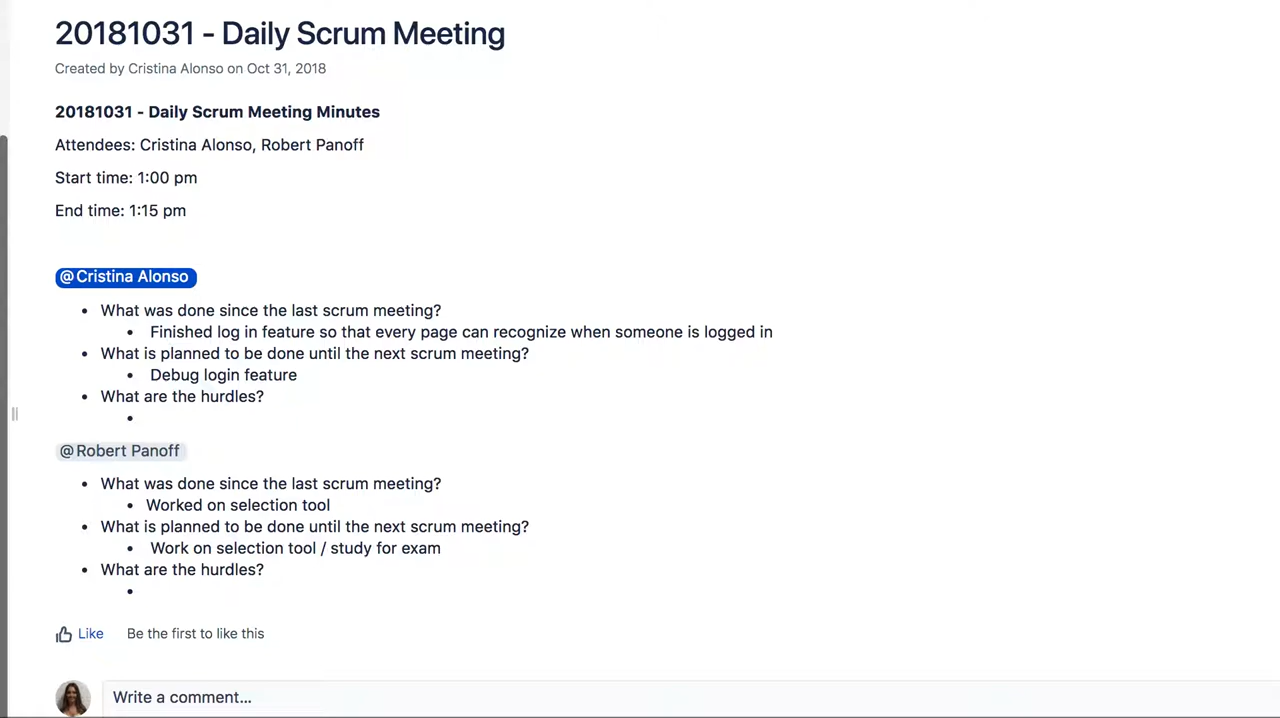 20181031 - Daily Scrum Meeting
Created by Cristina Alonso on Oct 31, 2018
20181031 - Daily Scrum Meeting Minutes
Attendees: Cristina Alonso, Robert Panoff
Start time: 1:00 pm
End time: 1:15 pm
@Cristina Alonso
• What was done since the last scrum meeting?
• Finished log in feature so that every page can recognize when someone is logged in
• What is planned to be done until the next scrum meeting?
• Debug login feature
• What are the hurdles?
•
@Robert Panoff
• What was done since the last scrum meeting?
• Worked on selection tool
• What is planned to be done until the next scrum meeting?
• Work on selection tool / study for exam
• What are the hurdles?
•
Like Be the first to like this
Write a comment...